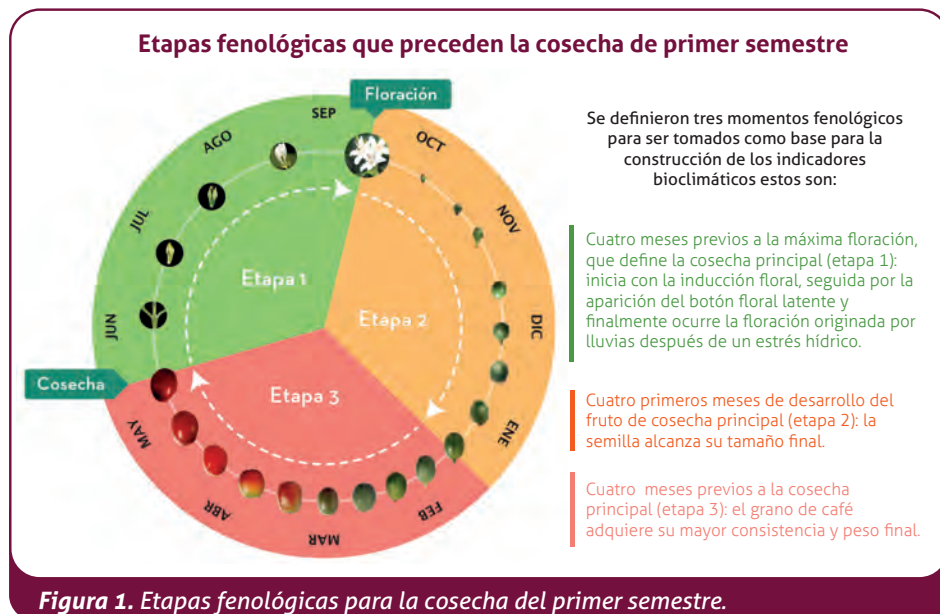 Etapas fenológicas que preceden la cosecha de primer semestre
Floración
SEP
OCT
AGO
NOV
JUL
DIC
JUN
ENE
Etapa 1
Etapa 2
Etapa 3
Cosecha
MAY
FEB
ABR
MAR
Se definieron tres momentos fenológicos
para ser tomados como base para la
construcción de los indicadores
bioclimáticos estos son:
Cuatro meses previos a la máxima floración,
que define la cosecha principal (etapa 1):
inicia con la inducción floral, seguida por la
aparición del botón floral latente y
finalmente ocurre la floración originada por
lluvias después de un estrés hídrico.
Cuatro primeros meses de desarrollo del
fruto de cosecha principal (etapa 2): la
semilla alcanza su tamaño final.
Cuatro meses previos a la cosecha
principal (etapa 3): el grano de café
adquiere su mayor consistencia y peso final.
Figura 1. Etapas fenológicas para la cosecha del primer semestre.